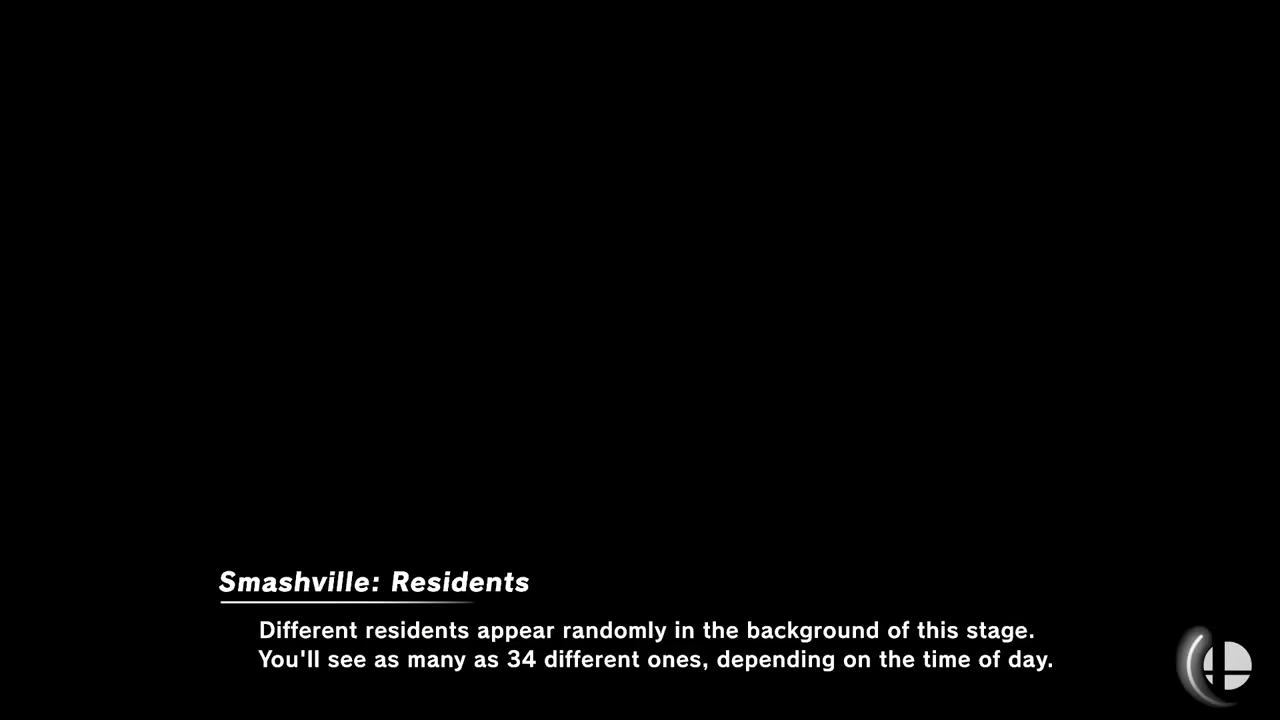 Smashville: Residents
Different residents appear randomly in the background of this stage.
You'll see as many as 34 different ones, depending on the time of day.